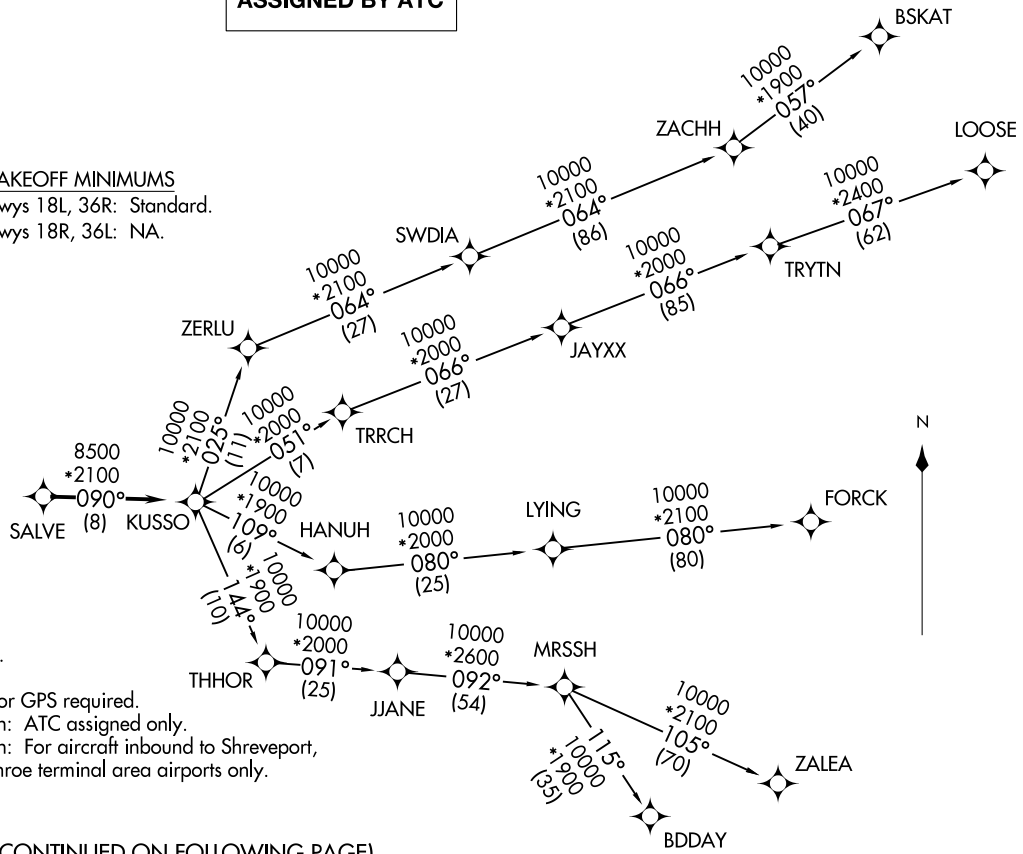 ASSIGNED BY ATC
BSKAT
10000
*1900
057°
(40)
ZACHH
LOOSE
AKEOFF MINIMUMS
wys 18L, 36R: Standard.
wys 18R, 36L: NA.
10000
*2100
064°
(86)
10000
*2400
067°
(62)
SWDIA
10000
*2100
064°
(27)
10000
*2000
066°
(85)
TRYTN
ZERLU
10000
*2000
066°
(27)
JAYXX
10000
*2100
025°
(11)
10000
*2000
051°
(7)
TRRCH
N
8500
*2100
090°
(8)
SALVE
KUSSO
10000
*1900
109°
(6)
HANUH
10000
*2000
080°
(25)
LYING
10000
*2100
080°
(80)
FORCK
10000
*1900
144°
(10)
THHOR
10000
*2000
091°
(25)
JJANE
10000
*2600
092°
(54)
MRSSH
10000
*2100
105°
(70)
ZALEA
115°
10000
*1900
(35)
BDDAY
.
or GPS required.
n: ATC assigned only.
n: For aircraft inbound to Shreveport,
nroe terminal area airports only.
CONTINUED ON FOLLOWING PAGE)